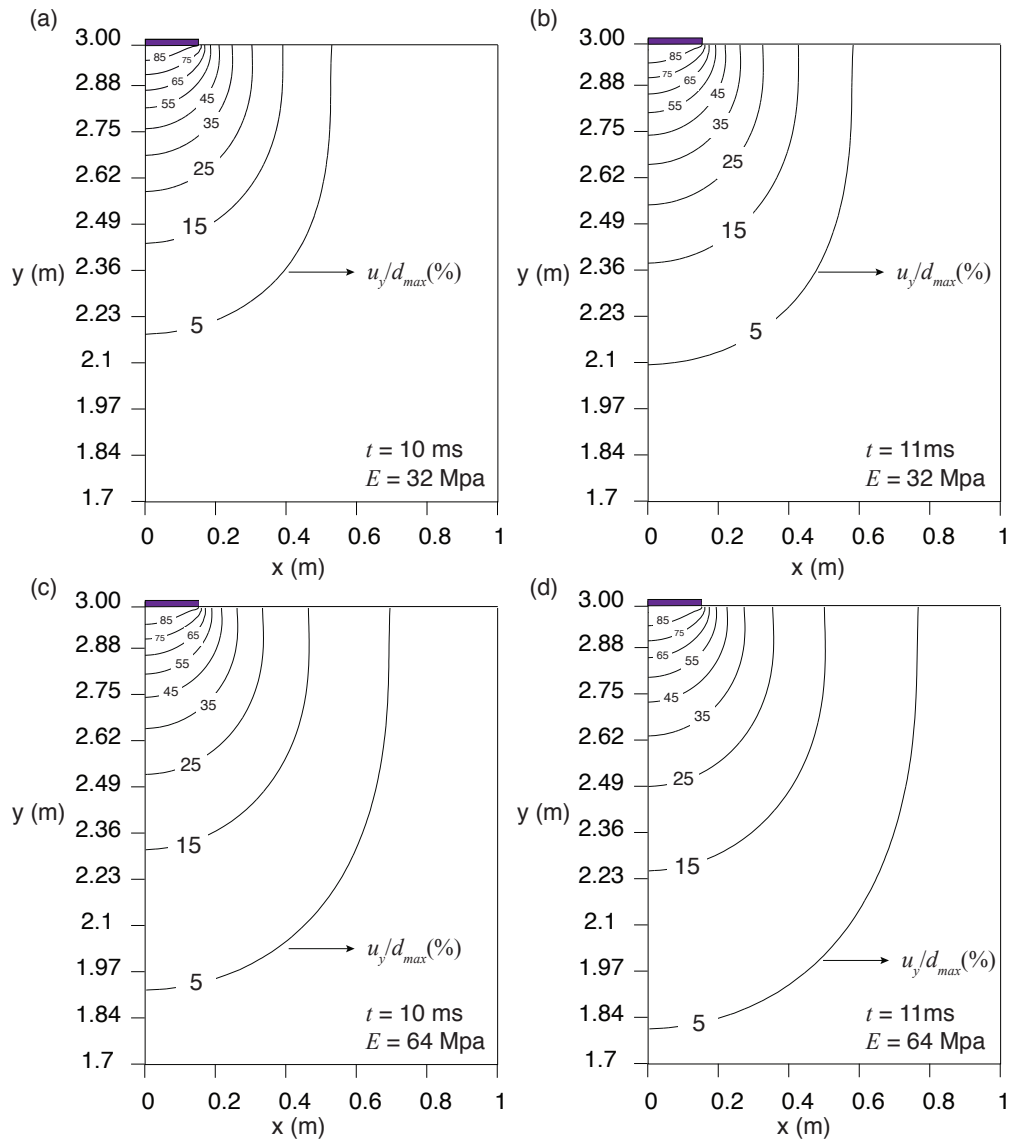 (a)
3.00
2.88
2.75
2.62
2.49
2.36
2.23
2.1
1.97
1.84
1.7
y (m)
85
75
65
55
45
35
25
15
5
u_y/d_max(%)
t = 10 ms
E = 32 Mpa
0 0.2 0.4 0.6 0.8 1
x (m)
(b)
3.00
2.88
2.75
2.62
2.49
2.36
2.23
2.1
1.97
1.84
1.7
y (m)
85
75
65
55
45
35
25
15
5
u_y/d_max(%)
t = 11ms
E = 32 Mpa
0 0.2 0.4 0.6 0.8 1
x (m)
(c)
3.00
2.88
2.75
2.62
2.49
2.36
2.23
2.1
1.97
1.84
1.7
y (m)
85
75
65
55
45
35
25
15
5
u_y/d_max(%)
t = 10 ms
E = 64 Mpa
0 0.2 0.4 0.6 0.8 1
x (m)
(d)
3.00
2.88
2.75
2.62
2.49
2.36
2.23
2.1
1.97
1.84
1.7
y (m)
85
75
65
55
45
35
25
15
5
u_y/d_max(%)
t = 11ms
E = 64 Mpa
0 0.2 0.4 0.6 0.8 1
x (m)